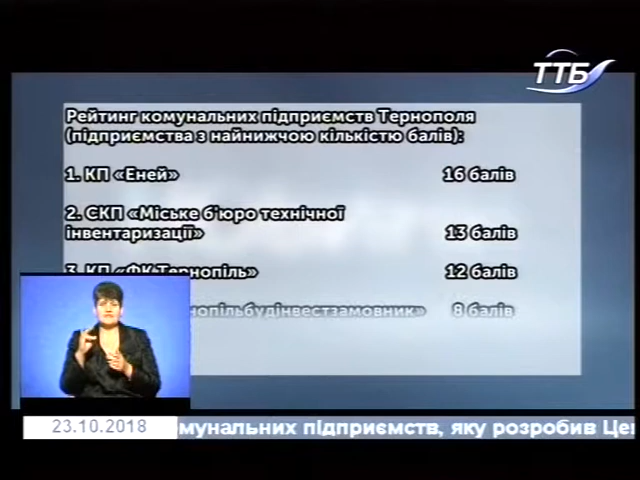 ТТБ
Рейтинг комунальних підприємств Тернополя
(підприємства з найнижчою кількістю балів):
1. КП «Еней» 16 балів
2. СКП «Міське б'юро технічної
інвентаризації» 13 балів
3. КП «ФК Тернопіль» 12 балів
нопільбудінвестзамовник» 8 балів
23.10.2018 мунальних підприємств, яку розробив Це